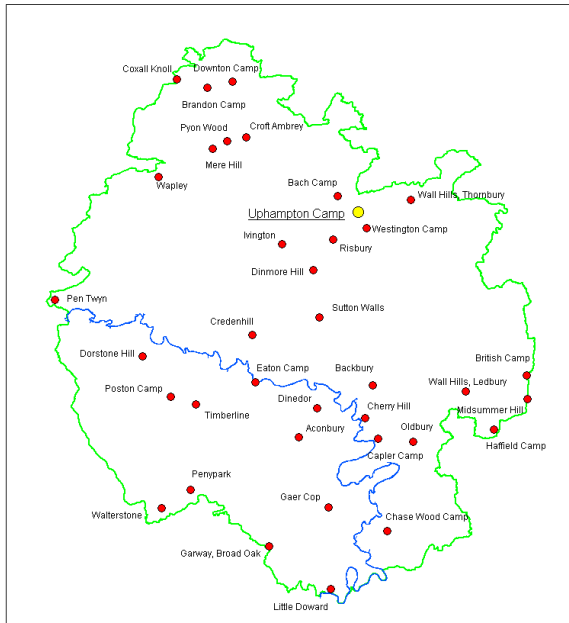 Coxall Knoll
Downton Camp
Brandon Camp
Pyon Wood
Croft Ambrey
Mere Hill
Wapley
Bach Camp
Wall Hills, Thornbury
Uphampton Camp
Westington Camp
Ivington
Risbury
Dinmore Hill
Pen Twyn
Sutton Walls
Credenhill
Dorstone Hill
British Camp
Eaton Camp
Backbury
Wall Hills, Ledbury
Poston Camp
Timberline
Dinedor
Cherry Hill
Midsummer Hill
Aconbury
Oldbury
Haffield Camp
Capler Camp
Penypark
Walterstone
Gaer Cop
Chase Wood Camp
Garway, Broad Oak
Little Doward